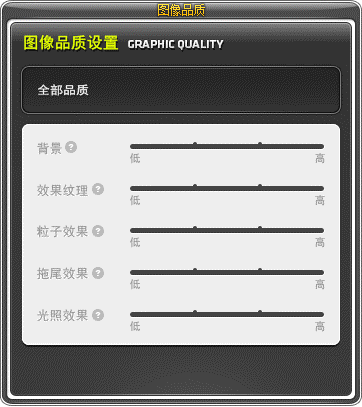 图像品质
图像品质设置 GRAPHIC QUALITY
全部品质
背景 ?
低 高
效果纹理 ?
低 高
粒子效果 ?
低 高
拖尾效果 ?
低 高
光照效果 ?
低 高